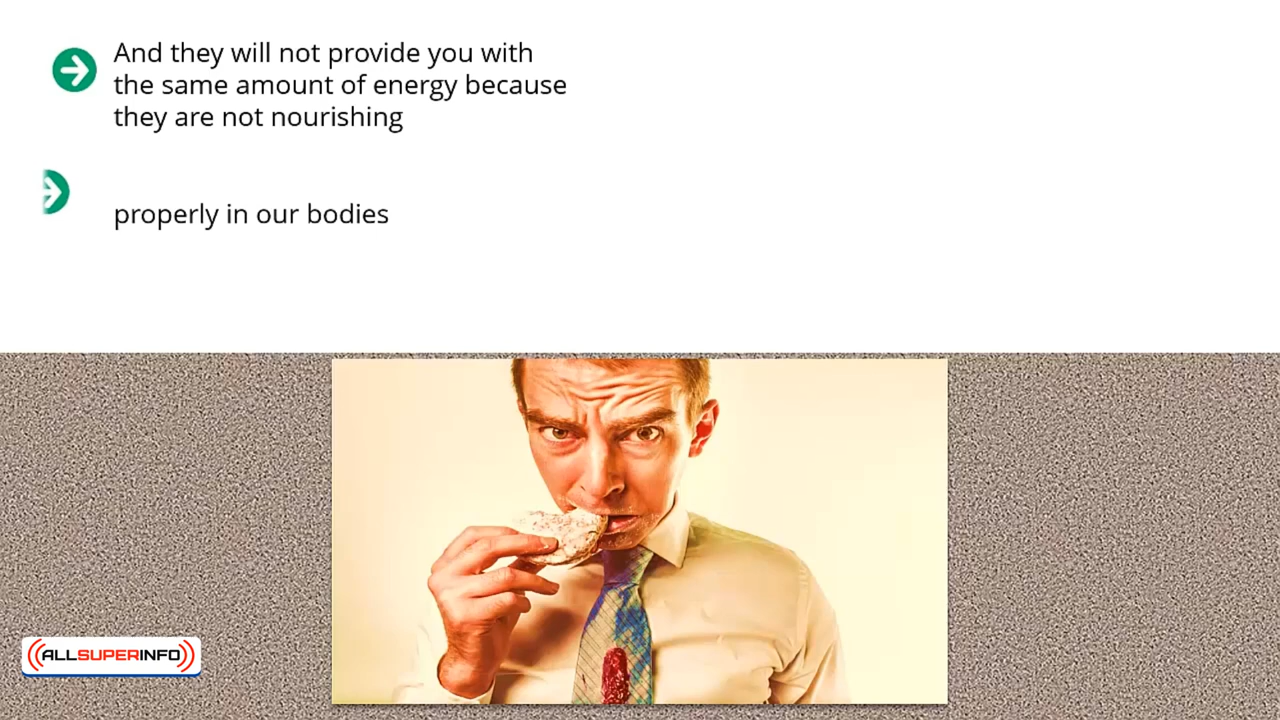 And they will not provide you with
the same amount of energy because
they are not nourishing
properly in our bodies
ALLSUPERINFO